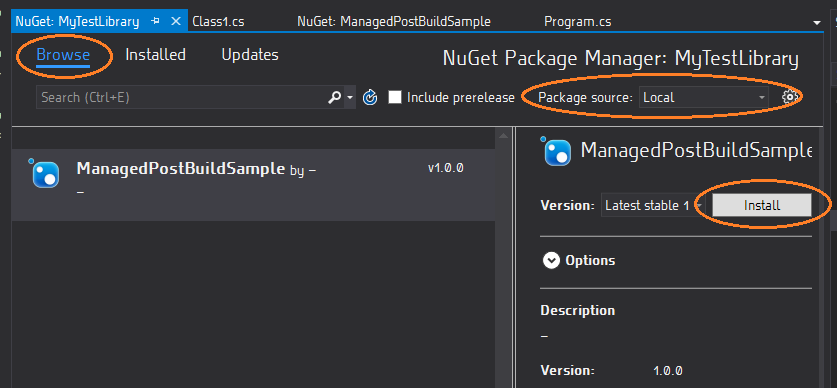 NuGet: MyTestLibrary Class1.cs NuGet: ManagedPostBuildSample Program.cs
Browse Installed Updates
NuGet Package Manager: MyTestLibrary
Search (Ctrl+E) Include prerelease Package source: Local
ManagedPostBuildSample by – v1.0.0
–
ManagedPostBuildSample
Version: Latest stable 1 Install
Options
Description
–
Version: 1.0.0